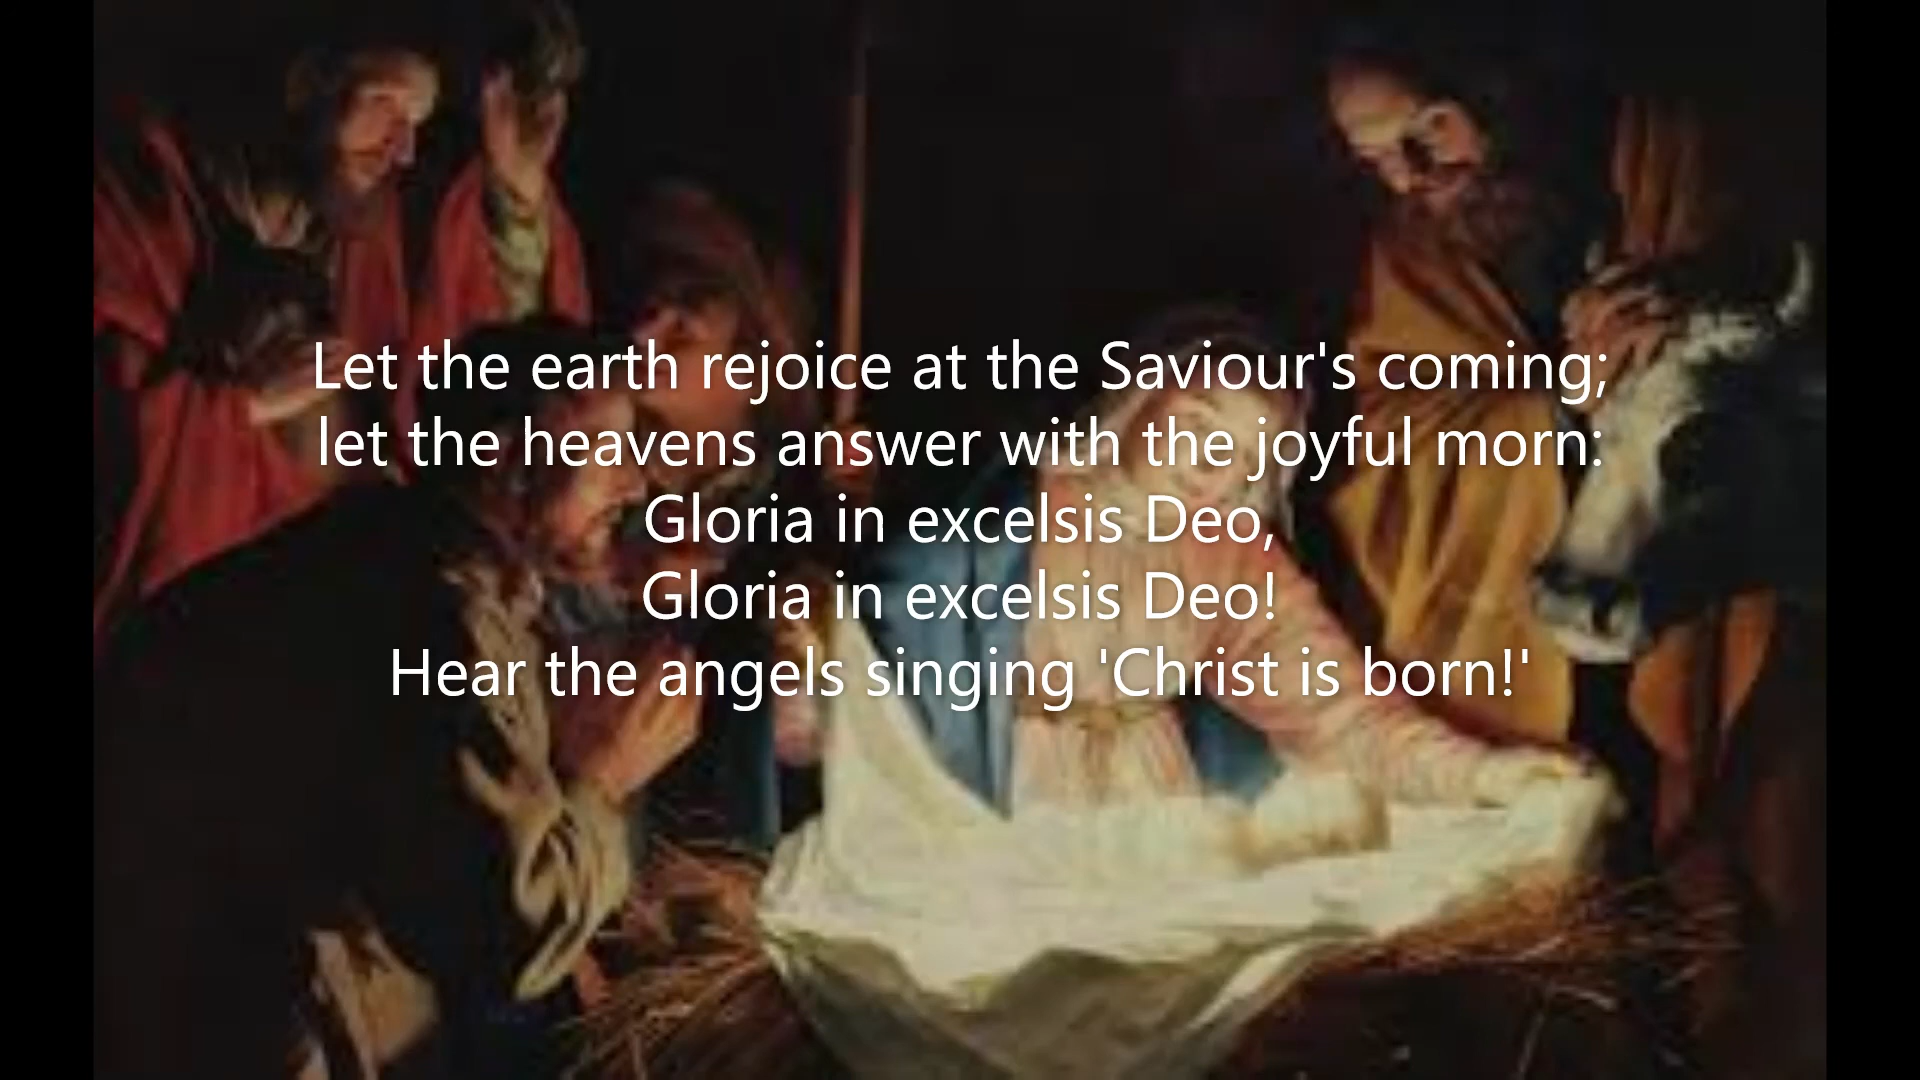 Let the earth rejoice at the Saviour's coming;
let the heavens answer with the joyful morn:
Gloria in excelsis Deo,
Gloria in excelsis Deo!
Hear the angels singing 'Christ is born!'